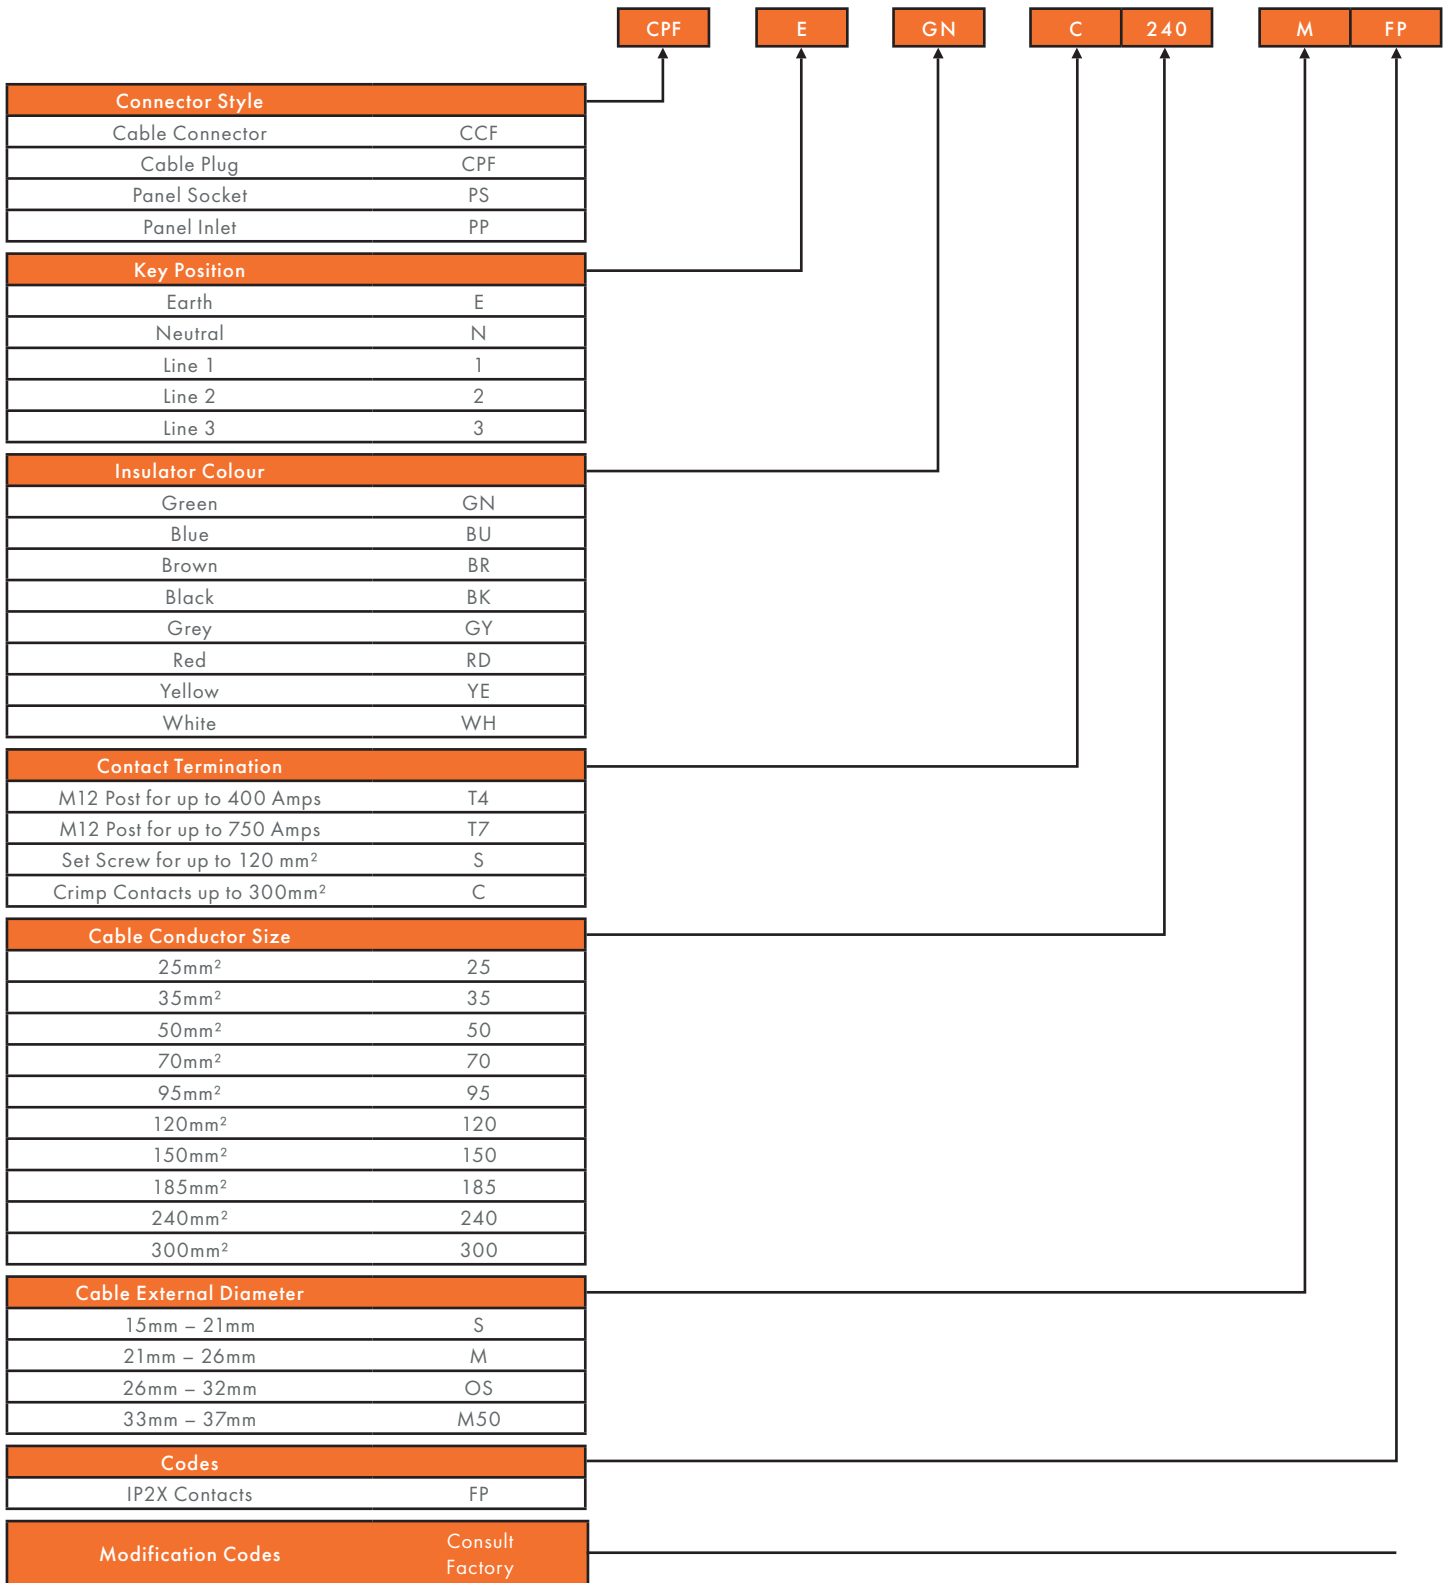 CPF E GN C 240 M FP
Connector Style
Cable Connector CCF
Cable Plug CPF
Panel Socket PS
Panel Inlet PP
Key Position
Earth E
Neutral N
Line 1 1
Line 2 2
Line 3 3
Insulator Colour
Green GN
Blue BU
Brown BR
Black BK
Grey GY
Red RD
Yellow YE
White WH
Contact Termination
M12 Post for up to 400 Amps T4
M12 Post for up to 750 Amps T7
Set Screw for up to 120 mm² S
Crimp Contacts up to 300mm² C
Cable Conductor Size
25mm² 25
35mm² 35
50mm² 50
70mm² 70
95mm² 95
120mm² 120
150mm² 150
185mm² 185
240mm² 240
300mm² 300
Cable External Diameter
15mm – 21mm S
21mm – 26mm M
26mm – 32mm OS
33mm – 37mm M50
Codes
IP2X Contacts FP
Modification Codes Consult
Factory